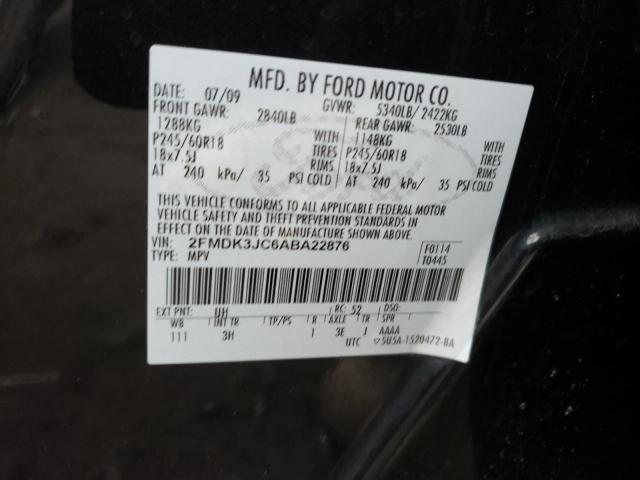 MFD. BY FORD MOTOR CO.
DATE: 07/09 GVWR: 5340LB/ 2422KG
FRONT GAWR: 2840LB REAR GAWR: 2530LB
1288KG WITH 1148KG WITH
P245/60R18 TIRES P245/60R18 TIRES
18x7.5J RIMS 18x7.5J RIMS
AT 240 kPa/ 35 PSI COLD AT 240 kPa/ 35 PSI COLD
THIS VEHICLE CONFORMS TO ALL APPLICABLE FEDERAL MOTOR
VEHICLE SAFETY AND THEFT PREVENTION STANDARDS IN
EFFECT ON THE DATE OF MANUFACTURE SHOWN ABOVE.
VIN: 2FMDK3JC6ABA22876 F0114
TYPE: MPV T0445
EXT PNT: UH RC: 52 DSO:
WB INT TR TP/PS R AXLE TR SPR
111 3H I 3E J AAAA
UTC 5U5A-1520472-BA